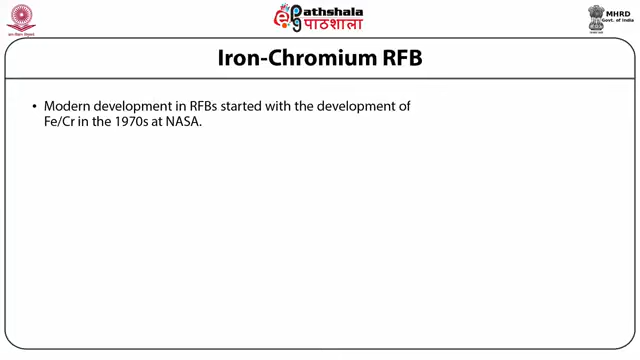 ePathshala
पाठशाला
MHRD
Govt. of India
Iron-Chromium RFB
• Modern development in RFBs started with the development of
Fe/Cr in the 1970s at NASA.